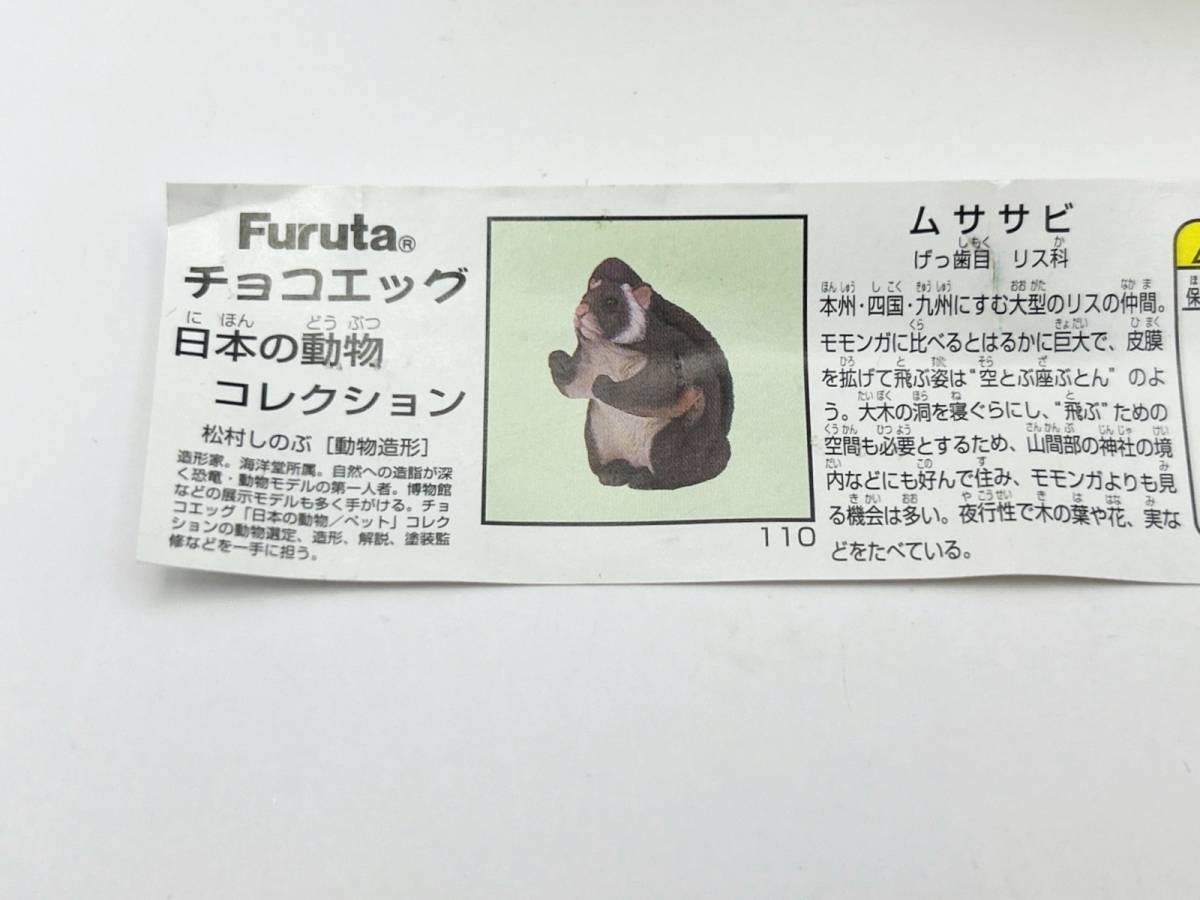 Furuta®
チョコエッグ
日本の動物
コレクション
松村しのぶ [動物造形]
造形家。海洋堂所属。自然への造詣が深
く恐竜・動物モデルの第一人者。博物館
などの展示モデルも多く手がける。チョ
コエッグ「日本の動物／ペット」コレク
ションの動物選定、造形、解説、塗装監
修などを一手に担う。
110
ムササビ
げっ歯目 リス科
本州・四国・九州にすむ大型のリスの仲間。
モモンガに比べるとはるかに巨大で、皮膜
を拡げて飛ぶ姿は“空とぶ座ぶとん”のよ
う。大木の洞を寝ぐらにし、“飛ぶ”ための
空間も必要とするため、山間部の神社の境
内などにも好んで住み、モモンガよりも見
る機会は多い。夜行性で木の葉や花、実な
どをたべている。
保